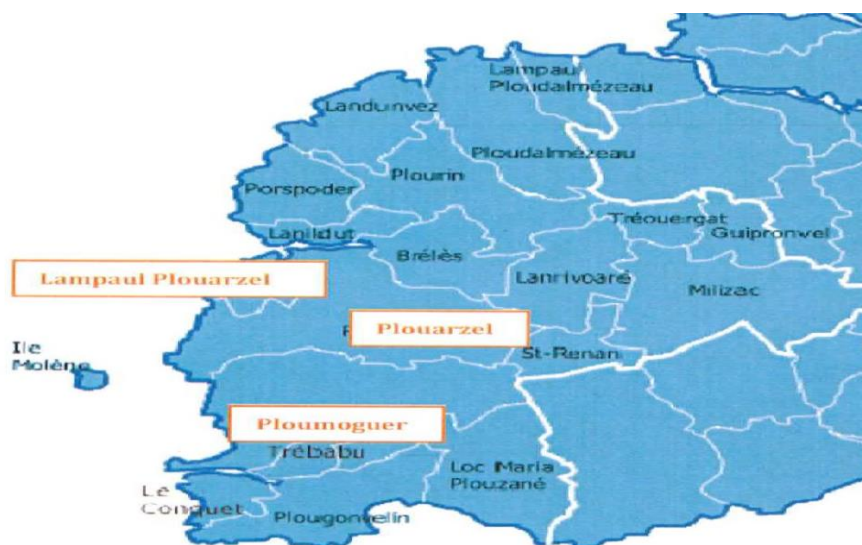 Lampaul
Ploudalmézeau
Landunvez
Ploudalmézeau
Plourin
Porspoder
Tréouergat
Guipronvel
Lanildut
Brélès
Lampaul Plouarzel
Lanrivoaré
Milizac
Plouarzel
Ile
Molène
St-Renan
Ploumoguer
Trébabu
Loc Maria
Plouzané
Le
Conquet
Plougonvelin